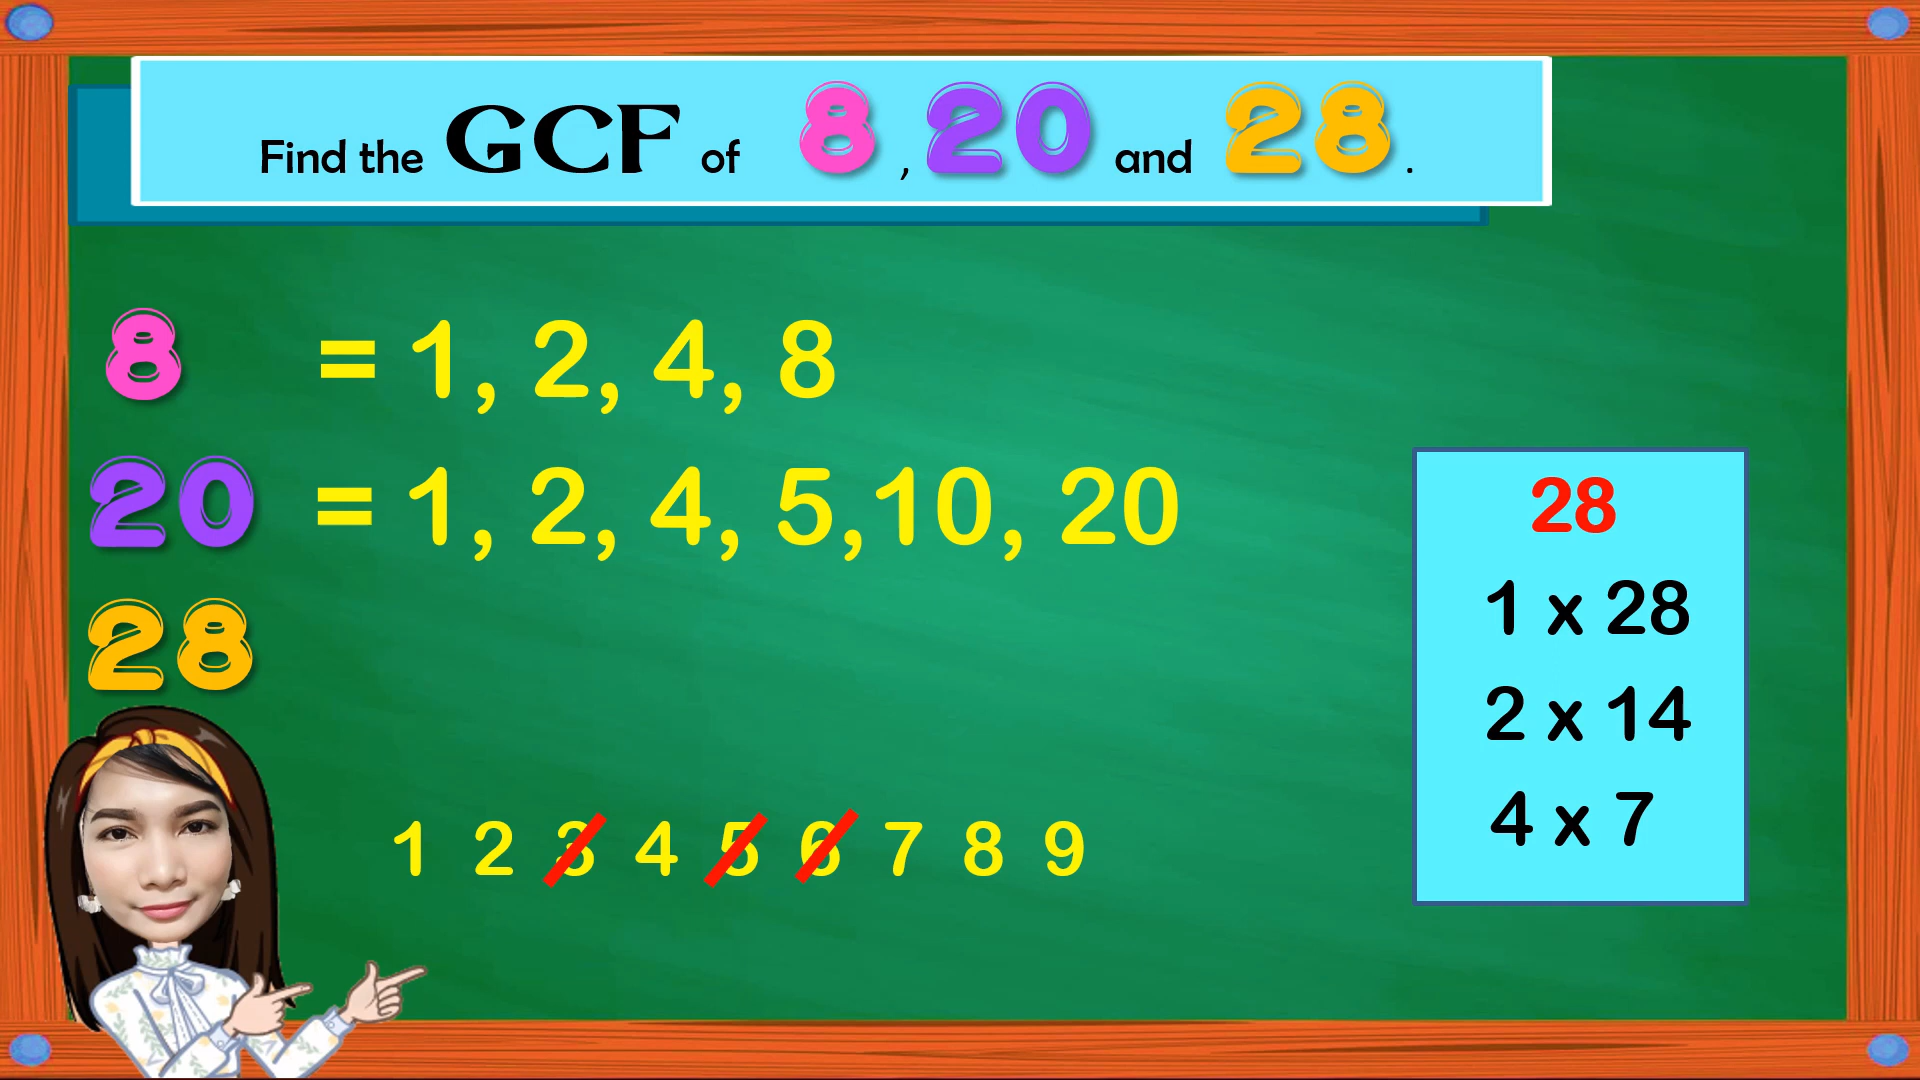 Find the GCF of 8, 20 and 28.
8 = 1, 2, 4, 8
20 = 1, 2, 4, 5,10, 20
28
28
1 x 28
2 x 14
4 x 7
1 2 3 4 5 6 7 8 9